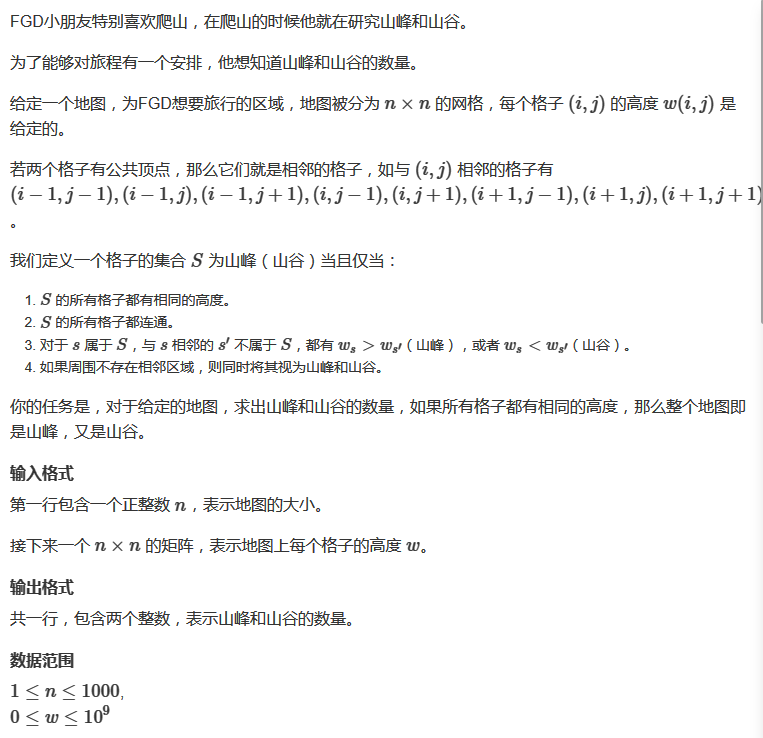 FGD小朋友特别喜欢爬山，在爬山的时候他就在研究山峰和山谷。
为了能够对旅程有一个安排，他想知道山峰和山谷的数量。
给定一个地图，为FGD想要旅行的区域，地图被分为 n × n 的网格，每个格子 (i, j) 的高度 w(i, j) 是
给定的。
若两个格子有公共顶点，那么它们就是相邻的格子，如与 (i, j) 相邻的格子有
(i − 1, j − 1), (i − 1, j), (i − 1, j + 1), (i, j − 1), (i, j + 1), (i + 1, j − 1), (i + 1, j), (i + 1, j + 1)
。
我们定义一个格子的集合 S 为山峰（山谷）当且仅当：
1. S 的所有格子都有相同的高度。
2. S 的所有格子都连通。
3. 对于 s 属于 S，与 s 相邻的 s′ 不属于 S，都有 wₛ > wₛ′（山峰），或者 wₛ < wₛ′（山谷）。
4. 如果周围不存在相邻区域，则同时将其视为山峰和山谷。
你的任务是，对于给定的地图，求出山峰和山谷的数量，如果所有格子都有相同的高度，那么整个地图即
是山峰，又是山谷。
输入格式
第一行包含一个正整数 n，表示地图的大小。
接下来一个 n × n 的矩阵，表示地图上每个格子的高度 w。
输出格式
共一行，包含两个整数，表示山峰和山谷的数量。
数据范围
1 ≤ n ≤ 1000,
0 ≤ w ≤ 10⁹